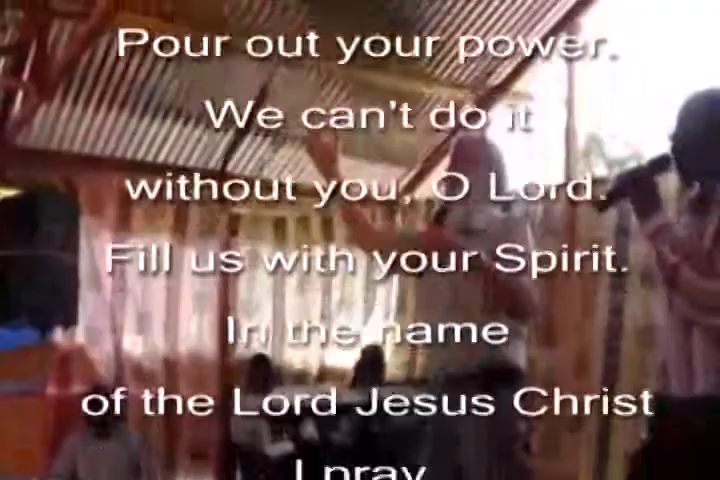 Pour out your power.
We can't do it
without you, O Lord.
Fill us with your Spirit.
In the name
of the Lord Jesus Christ
I pray